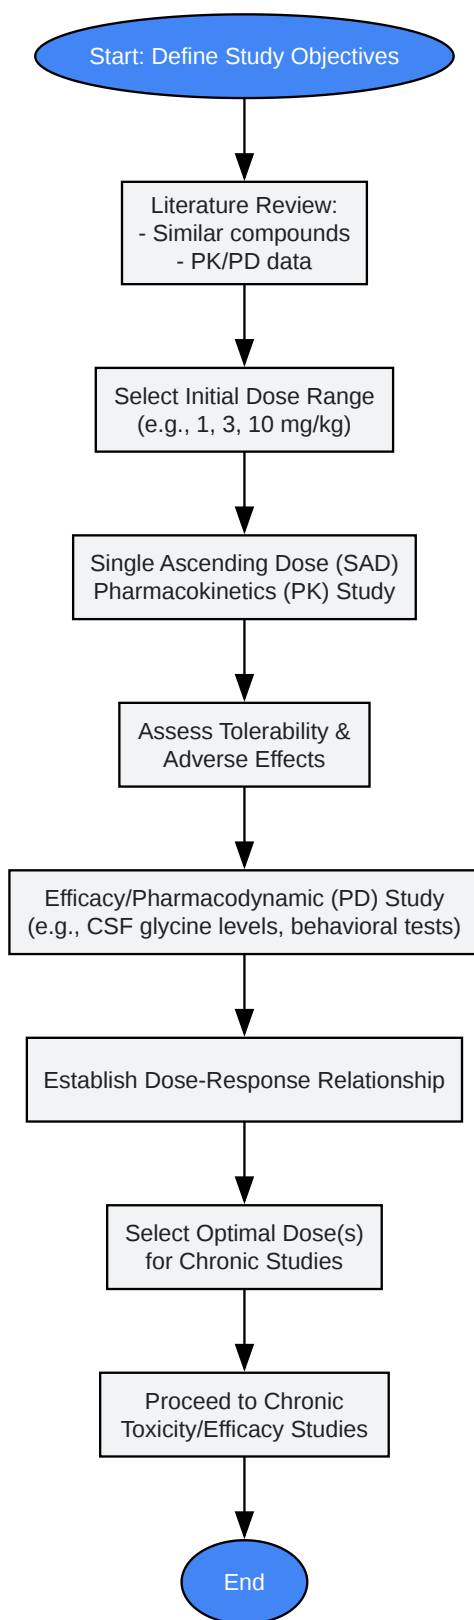 Start: Define Study Objectives
Literature Review:
- Similar compounds
- PK/PD data
Select Initial Dose Range
(e.g., 1, 3, 10 mg/kg)
Single Ascending Dose (SAD)
Pharmacokinetics (PK) Study
Assess Tolerability &
Adverse Effects
Efficacy/Pharmacodynamic (PD) Study
(e.g., CSF glycine levels, behavioral tests)
Establish Dose-Response Relationship
Select Optimal Dose(s)
for Chronic Studies
Proceed to Chronic
Toxicity/Efficacy Studies
End